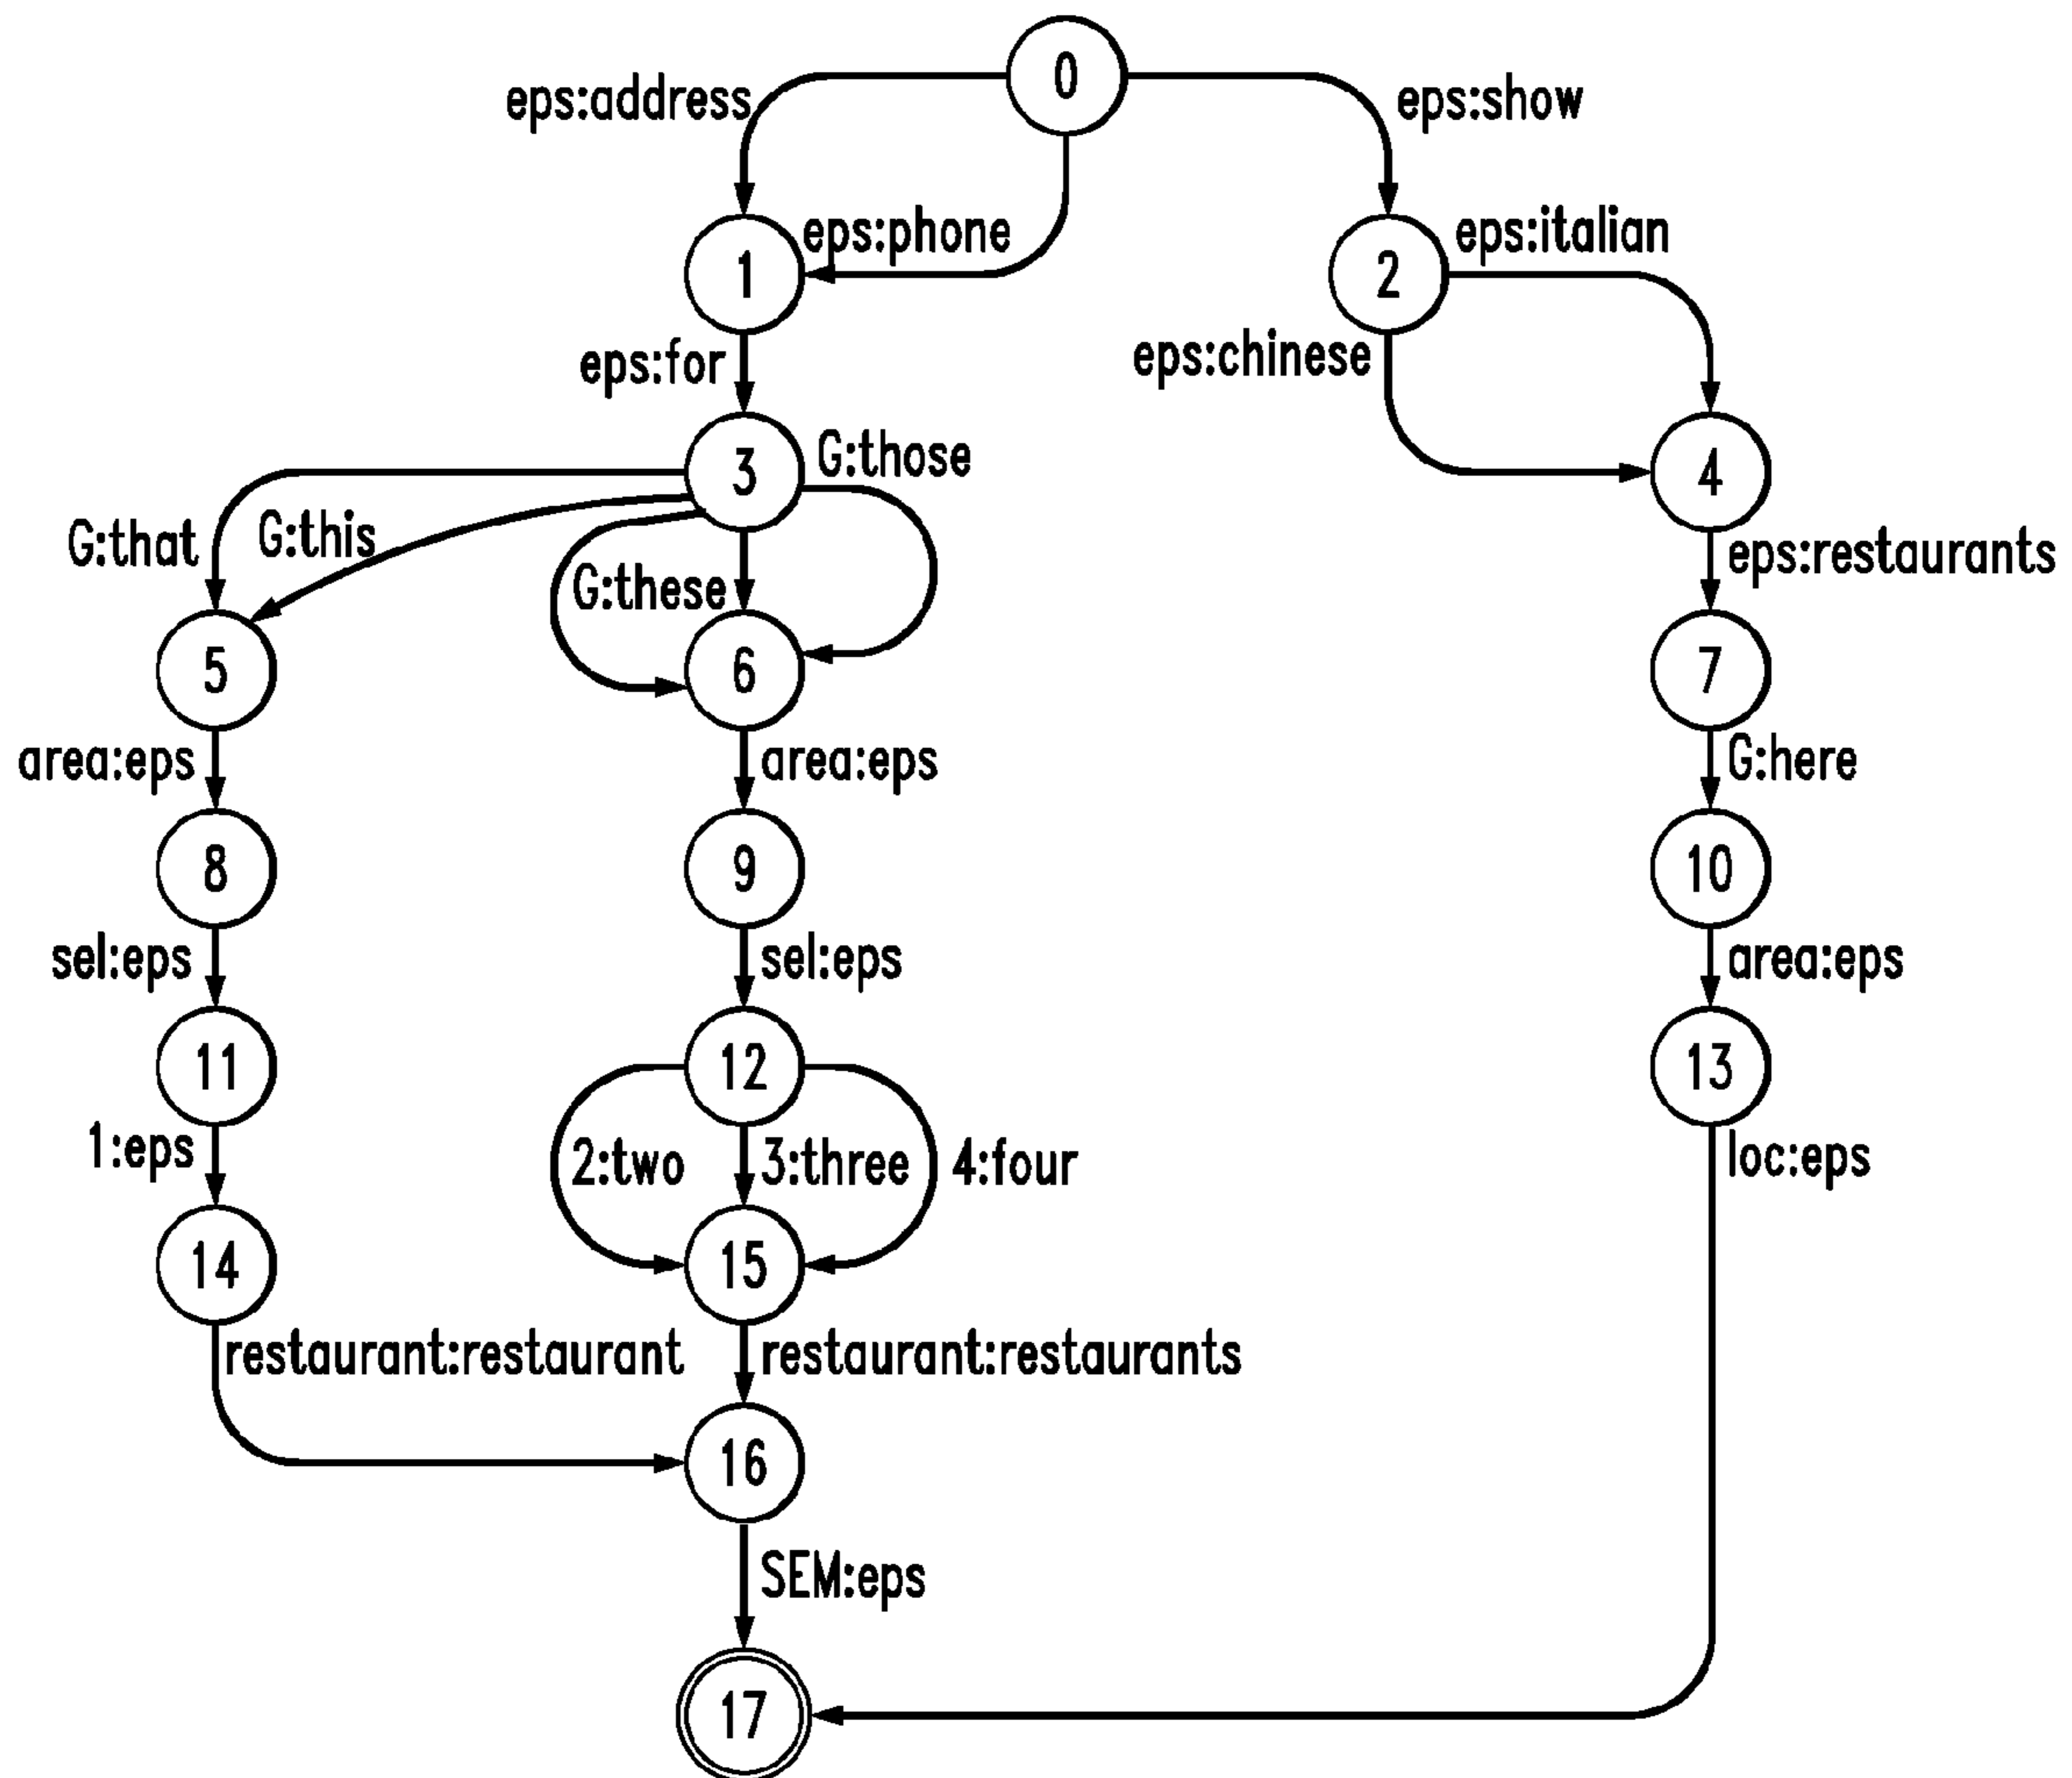 0
eps:address
eps:show
1
eps:phone
2
eps:italian
eps:for
eps:chinese
3
G:those
4
G:that
G:this
G:these
eps:restaurants
5
6
7
area:eps
area:eps
G:here
8
9
10
sel:eps
sel:eps
area:eps
11
12
13
1:eps
2:two
3:three
4:four
loc:eps
14
15
restaurant:restaurant
restaurant:restaurants
16
SEM:eps
17